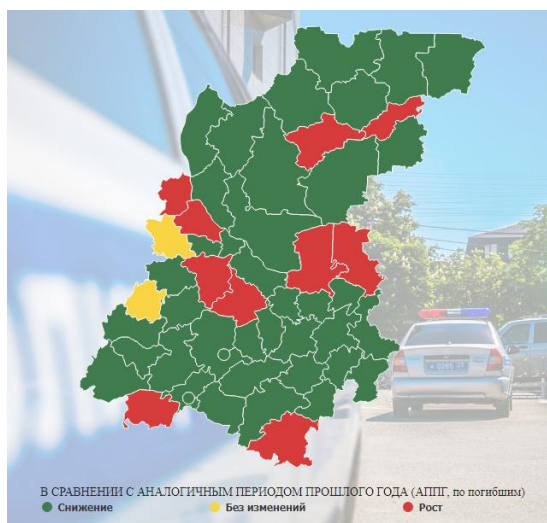 В СРАВНЕНИИ С АНАЛОГИЧНЫМ ПЕРИОДОМ ПРОШЛОГО ГОДА (АППГ, по погибшим)
Снижение Без изменений Рост